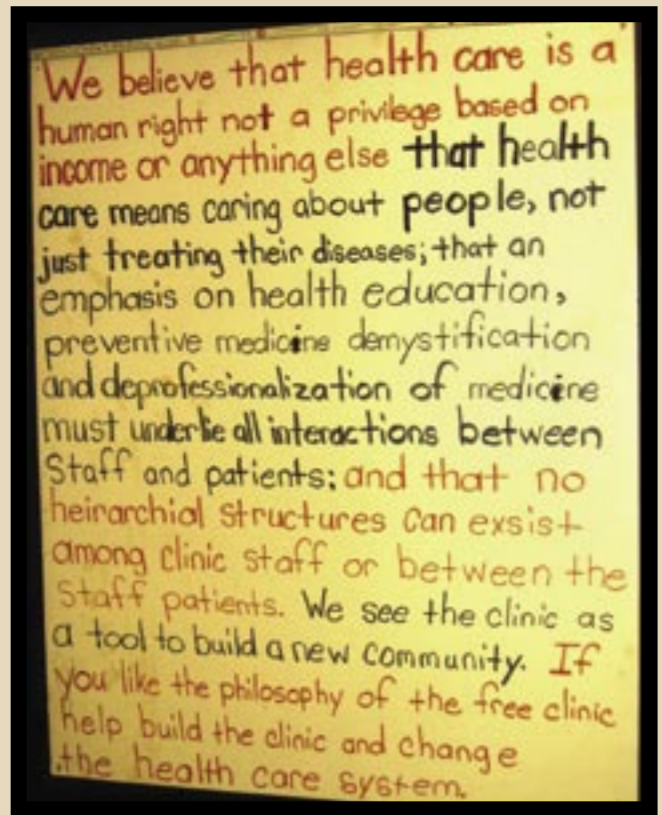 We believe that health care is a
human right not a privilege based on
income or anything else that health
care means caring about people, not
just treating their diseases; that an
emphasis on health education,
preventive medicine demystification
and deprofessionalization of medicine
must underlie all interactions between
Staff and patients; and that no
heirarchial structures can exsist
among clinic staff or between the
Staff patients. We see the clinic as
a tool to build a new community. If
you like the philosophy of the free clinic
help build the clinic and change
the health care system.